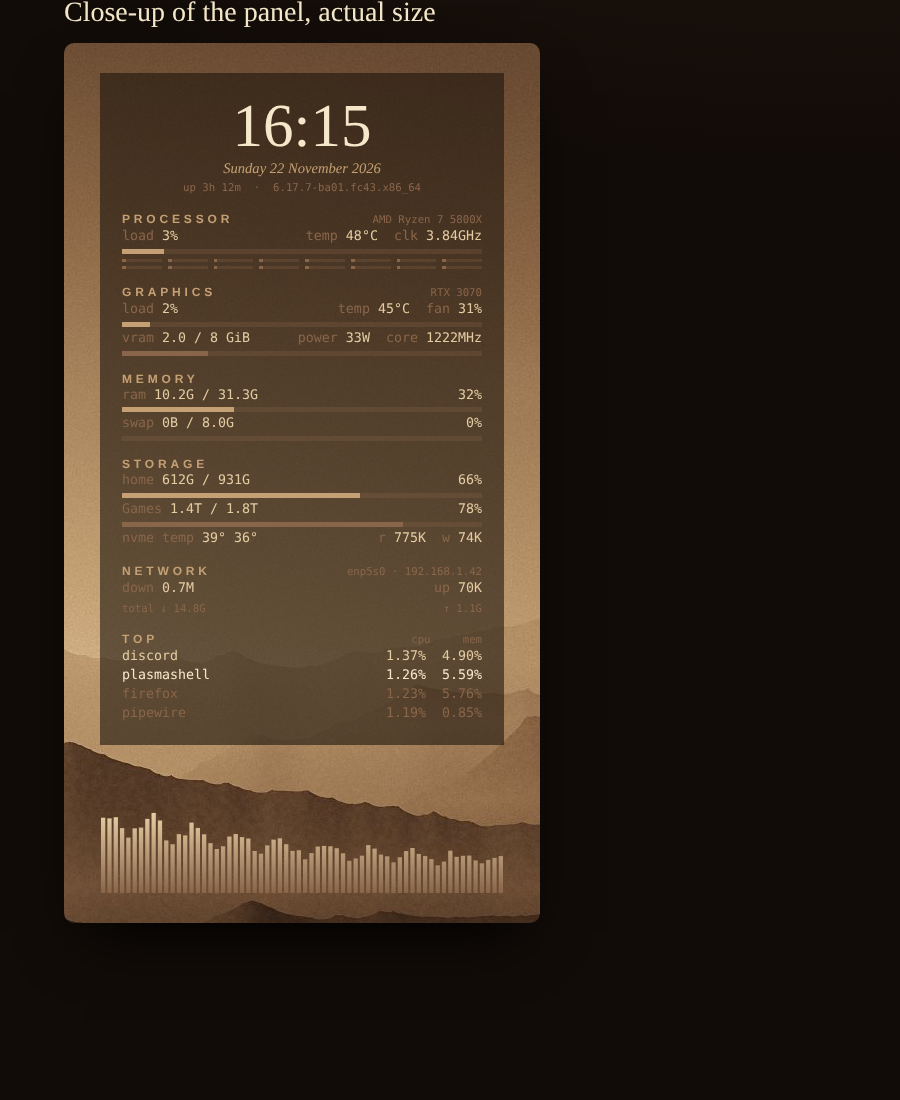 Close-up of the panel, actual size
16:15
Sunday 22 November 2026
up 3h 12m · 6.17.7-ba01.fc43.x86_64
PROCESSOR AMD Ryzen 7 5800X
load 3% temp 48°C clk 3.84GHz
GRAPHICS RTX 3070
load 2% temp 45°C fan 31%
vram 2.0 / 8 GiB power 33W core 1222MHz
MEMORY
ram 10.2G / 31.3G 32%
swap 0B / 8.0G 0%
STORAGE
home 612G / 931G 66%
Games 1.4T / 1.8T 78%
nvme temp 39° 36° r 775K w 74K
NETWORK enp5s0 · 192.168.1.42
down 0.7M up 70K
total ↓ 14.8G ↑ 1.1G
TOP cpu mem
discord 1.37% 4.90%
plasmashell 1.26% 5.59%
firefox 1.23% 5.76%
pipewire 1.19% 0.85%